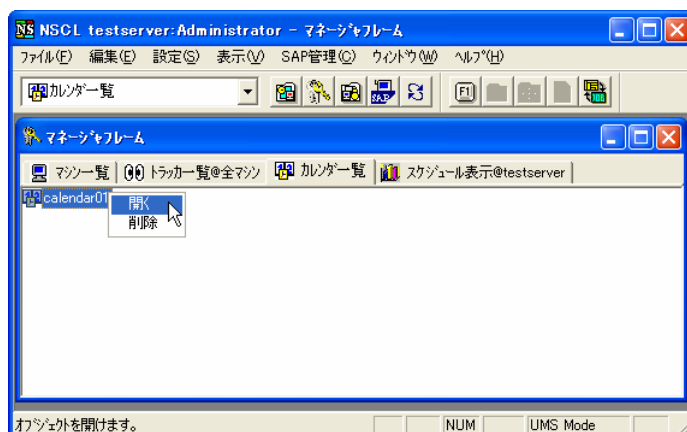 NSCL testserver:Administrator - マネージャフレーム
ファイル(F) 編集(E) 設定(S) 表示(V) SAP管理(C) ウィンドウ(W) ヘルプ(H)
カレンダ一覧
SAP
F1
マネージャフレーム
マシン一覧 トラッカ一覧@全マシン カレンダ一覧 スケジュール表示@testserver
calendar01
開く
削除
オブジェクトを開けます。 NUM UMS Mode